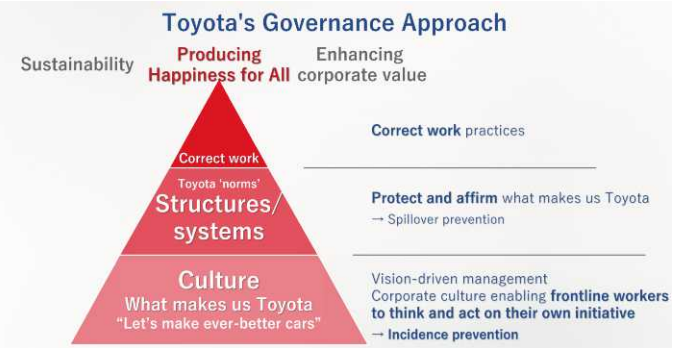 Toyota's Governance Approach
Sustainability
Producing
Happiness for All
Enhancing
corporate value
Correct work
Correct work practices
Toyota ‘norms’
Structures/
systems
Protect and affirm what makes us Toyota
→ Spillover prevention
Culture
What makes us Toyota
“Let’s make ever-better cars”
Vision-driven management
Corporate culture enabling frontline workers
to think and act on their own initiative
→ Incidence prevention